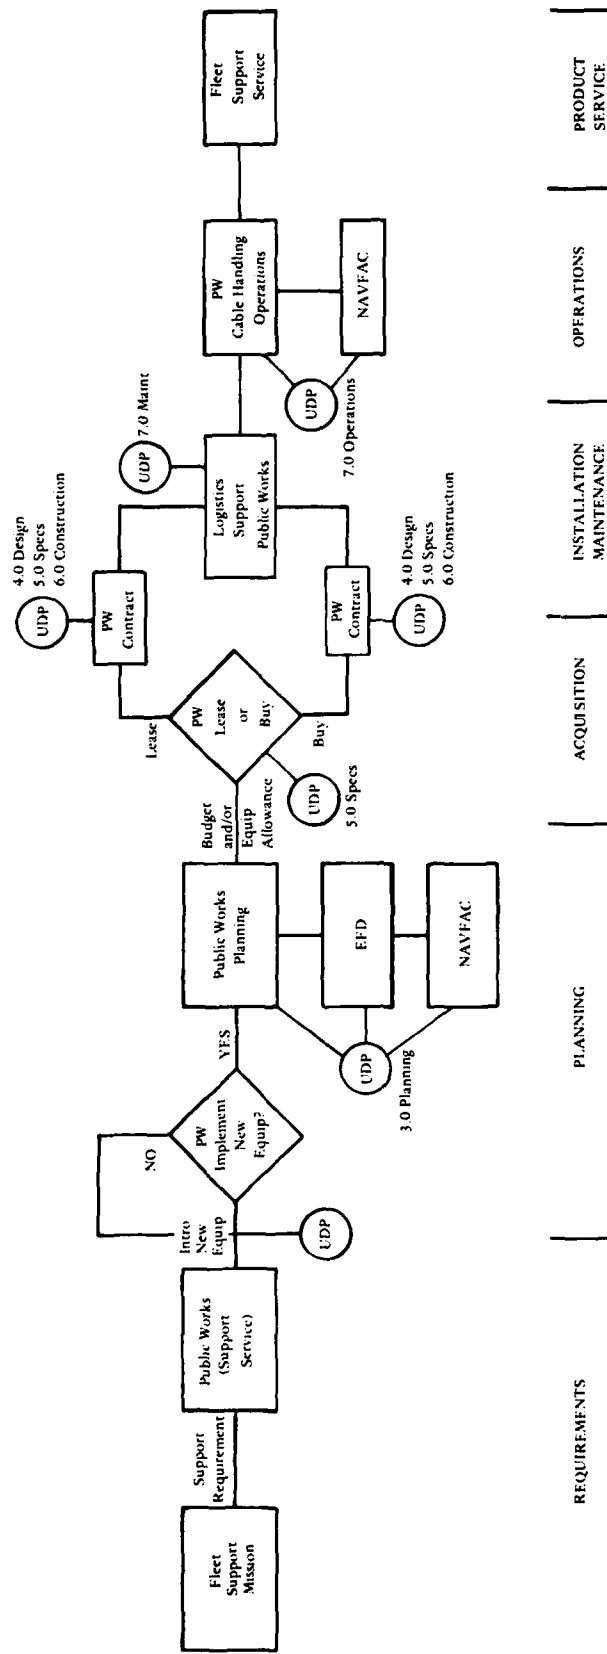 Fleet
Support
Mission
Support
Requirement
Public Works
(Support
Service)
Intro
New
Equip
UDP
NO
PW
Implement
New
Equip?
YES
Public Works
Planning
EFD
NAVFAC
UDP
3.0 Planning
Budget
and/or
Equip
Allowance
PW
Lease
or
Buy
Lease
Buy
UDP
5.0 Specs
PW
Contract
UDP
4.0 Design
5.0 Specs
6.0 Construction
PW
Contract
UDP
4.0 Design
5.0 Specs
6.0 Construction
Logistics
Support
Public Works
UDP
7.0 Maint
PW
Cable Handling
Operations
UDP
7.0 Operations
NAVFAC
Fleet
Support
Service
REQUIREMENTS
PLANNING
ACQUISITION
INSTALLATION
MAINTENANCE
OPERATIONS
PRODUCT
SERVICE